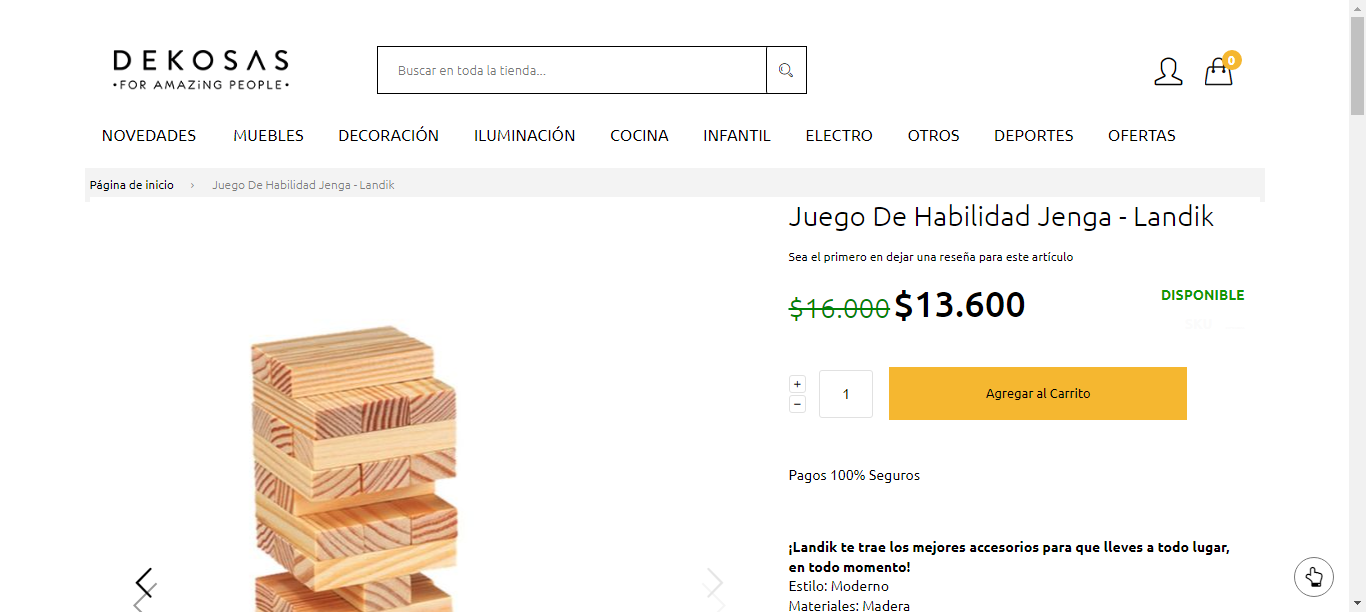 DEKOSAS
•FOR AMAZiNG PEOPLE•
Buscar en toda la tienda...
0
NOVEDADES MUEBLES DECORACIÓN ILUMINACIÓN COCINA INFANTIL ELECTRO OTROS DEPORTES OFERTAS
Página de inicio › Juego De Habilidad Jenga - Landik
Juego De Habilidad Jenga - Landik
Sea el primero en dejar una reseña para este artículo
$16.000 $13.600
DISPONIBLE
SKU
+
−
1
Agregar al Carrito
Pagos 100% Seguros
¡Landik te trae los mejores accesorios para que lleves a todo lugar,
en todo momento!
Estilo: Moderno
Materiales: Madera